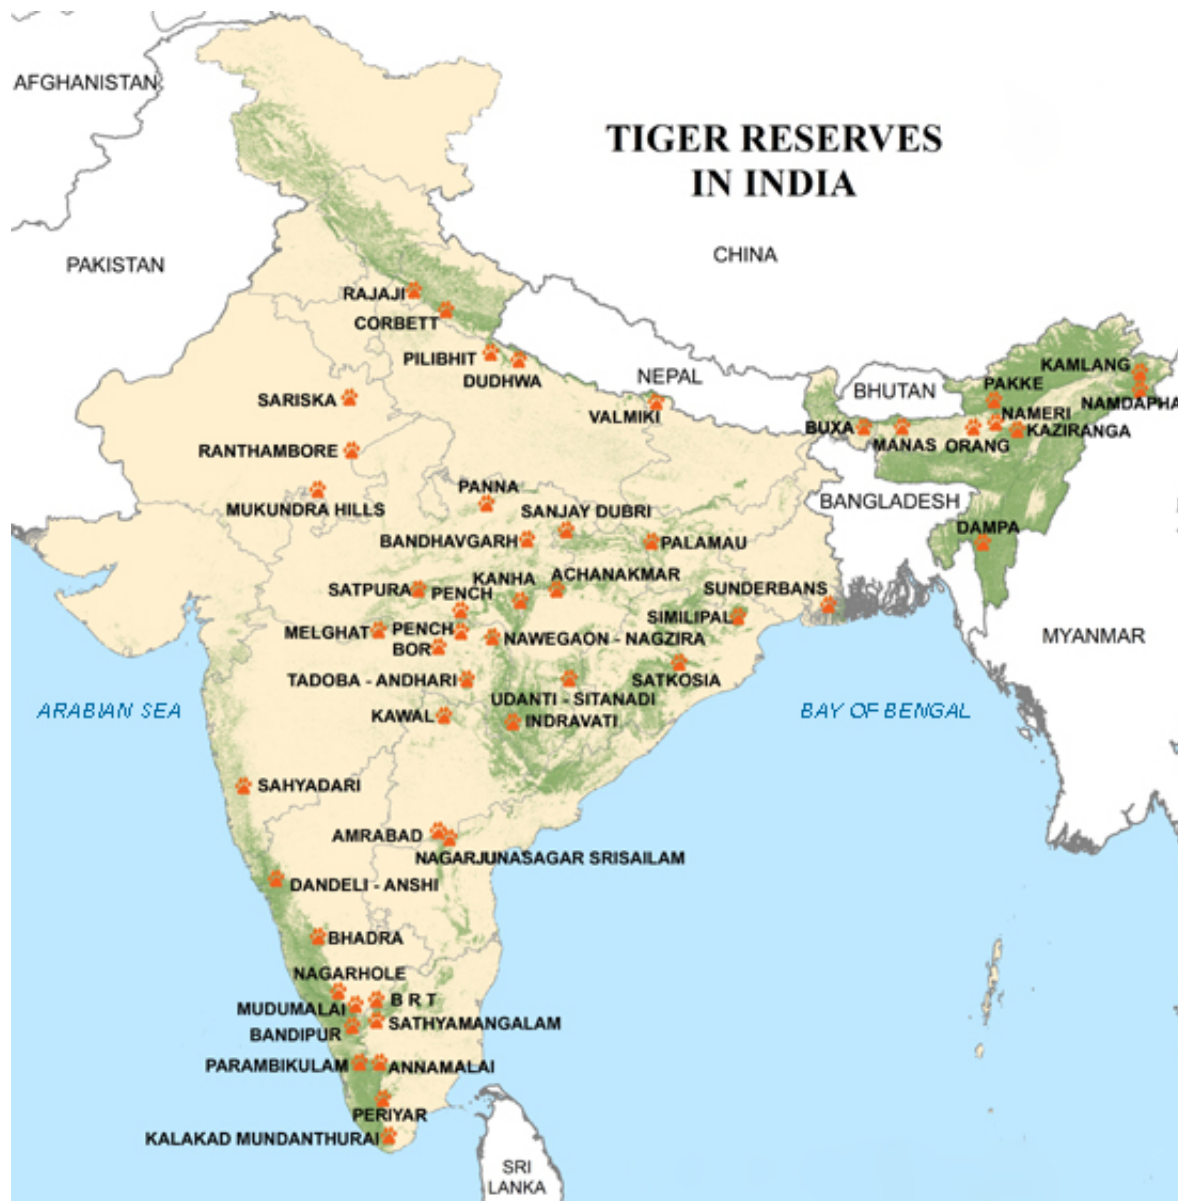 TIGER RESERVES
IN INDIA
AFGHANISTAN
PAKISTAN
CHINA
RAJAJI
CORBETT
PILIBHIT
DUDHWA
NEPAL
VALMIKI
BHUTAN
KAMLANG
PAKKE
NAMDAPHA
NAMERI
BUXA
MANAS
ORANG
KAZIRANGA
SARISKA
RANTHAMBORE
MUKUNDRA HILLS
PANNA
SANJAY DUBRI
BANGLADESH
DAMPA
BANDHAVGARH
PALAMAU
SATPURA
PENCH
KANHA
ACHANAKMAR
SUNDERBANS
SIMILIPAL
MELGHAT
PENCH
NAWEGAON - NAGZIRA
MYANMAR
BOR
TADOBA - ANDHARI
SATKOSIA
UDANTI - SITANADI
ARABIAN SEA
KAWAL
INDRAVATI
BAY OF BENGAL
SAHYADARI
AMRABAD
NAGARJUNASAGAR SRISAILAM
DANDELI - ANSHI
BHADRA
NAGARHOLE
B R T
MUDUMALAI
SATHYAMANGALAM
BANDIPUR
PARAMBIKULAM
ANNAMALAI
PERIYAR
KALAKAD MUNDANTHURAI
SRI
LANKA